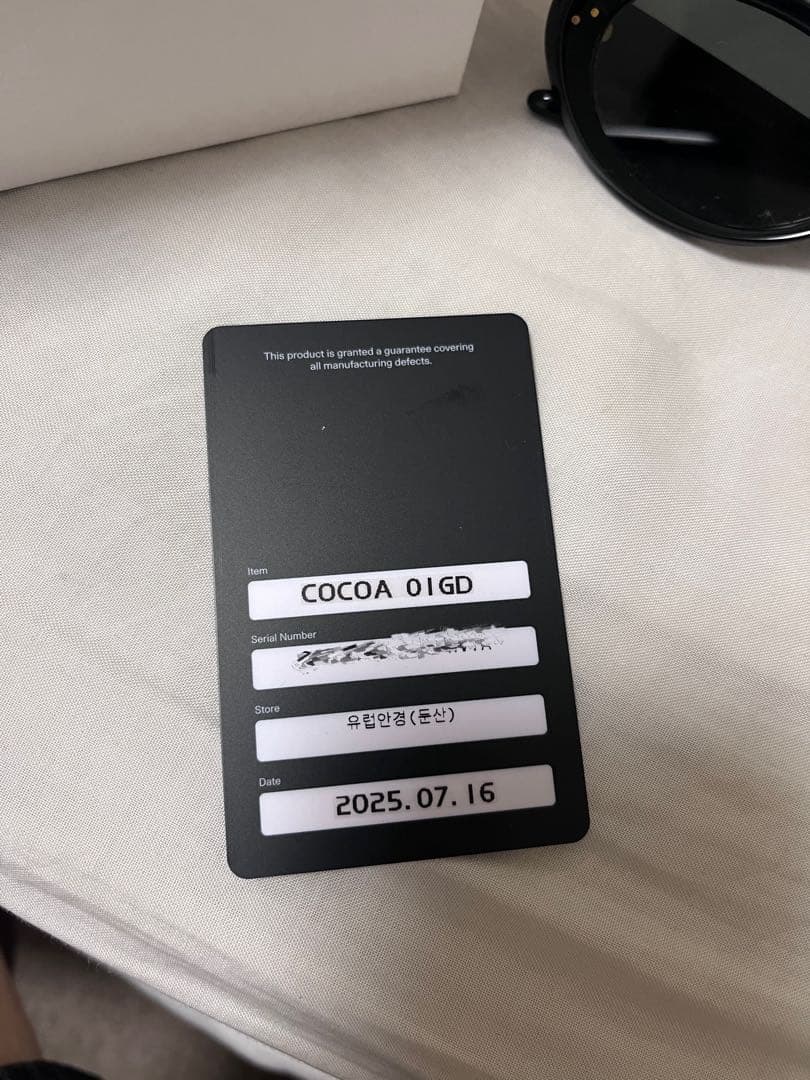 This product is granted a guarantee covering
all manufacturing defects.
Item
COCOA 01GD
Serial Number
Store
유럽안경(둔산)
Date
2025.07.16